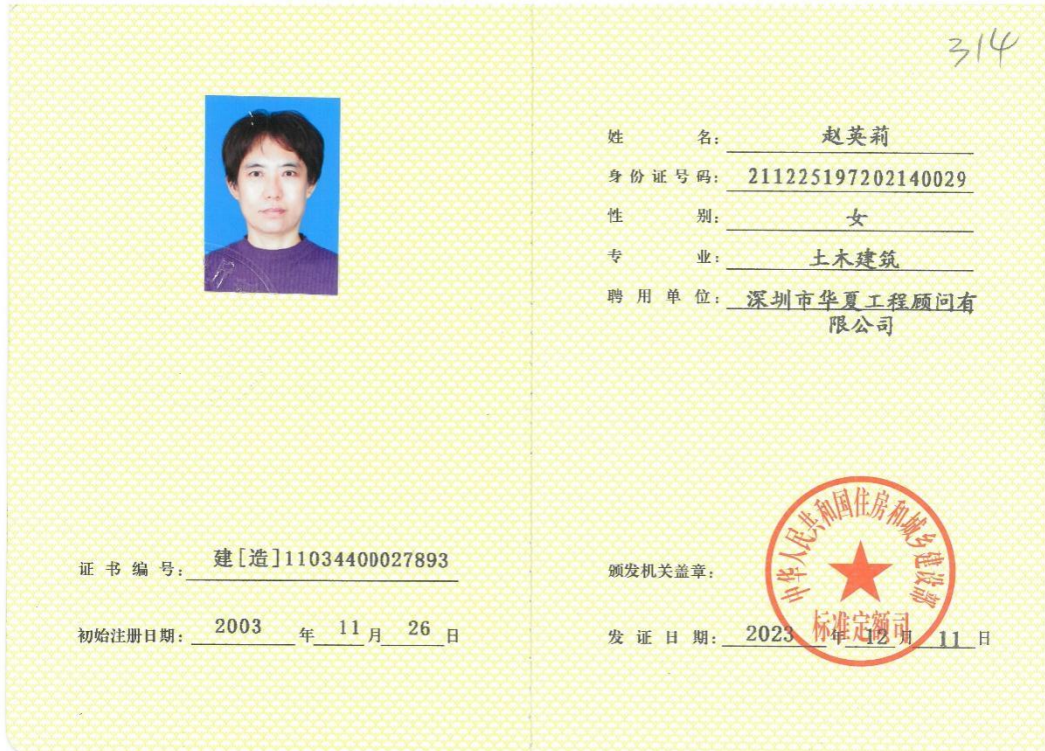 314
姓 名: 赵英莉
身份证号码: 211225197202140029
性 别: 女
专 业: 土木建筑
聘用单位: 深圳市华夏工程顾问有
限公司
证书编号: 建[造]11034400027893
初始注册日期: 2003 年 11 月 26 日
颁发机关盖章:
中华人民共和国住房和城乡建设部
标准定额司
发证日期: 2023 年 12 月 11 日